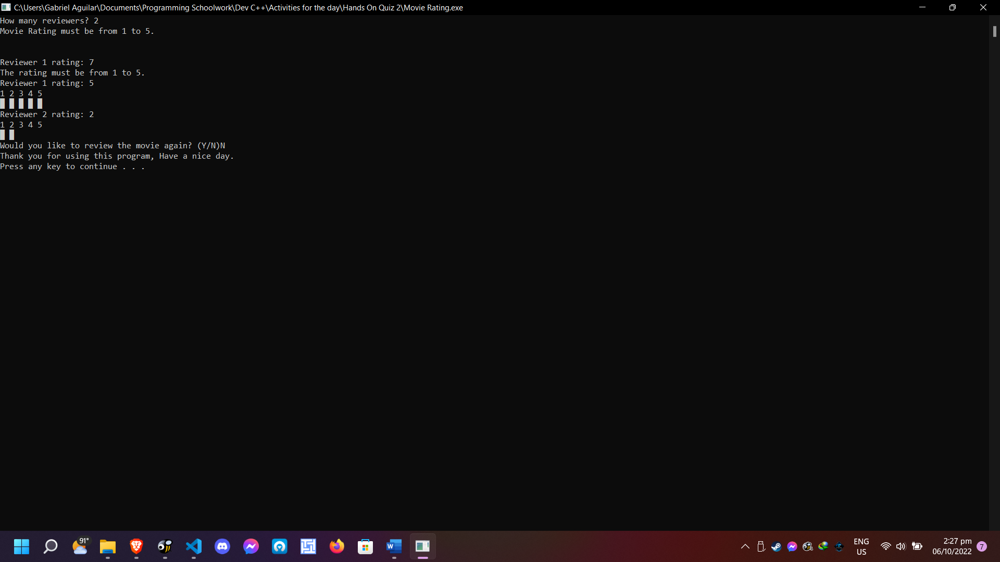 C:\Users\Gabriel Aguilar\Documents\Programming Schoolwork\Dev C++\Activities for the day\Hands On Quiz 2\Movie Rating.exe
How many reviewers? 2
Movie Rating must be from 1 to 5.
Reviewer 1 rating: 7
The rating must be from 1 to 5.
Reviewer 1 rating: 5
1 2 3 4 5
█ █ █ █ █
Reviewer 2 rating: 2
1 2 3 4 5
█ █
Would you like to review the movie again? (Y/N)N
Thank you for using this program, Have a nice day.
Press any key to continue . . .
91°
ENG
US
2:27 pm
06/10/2022
7